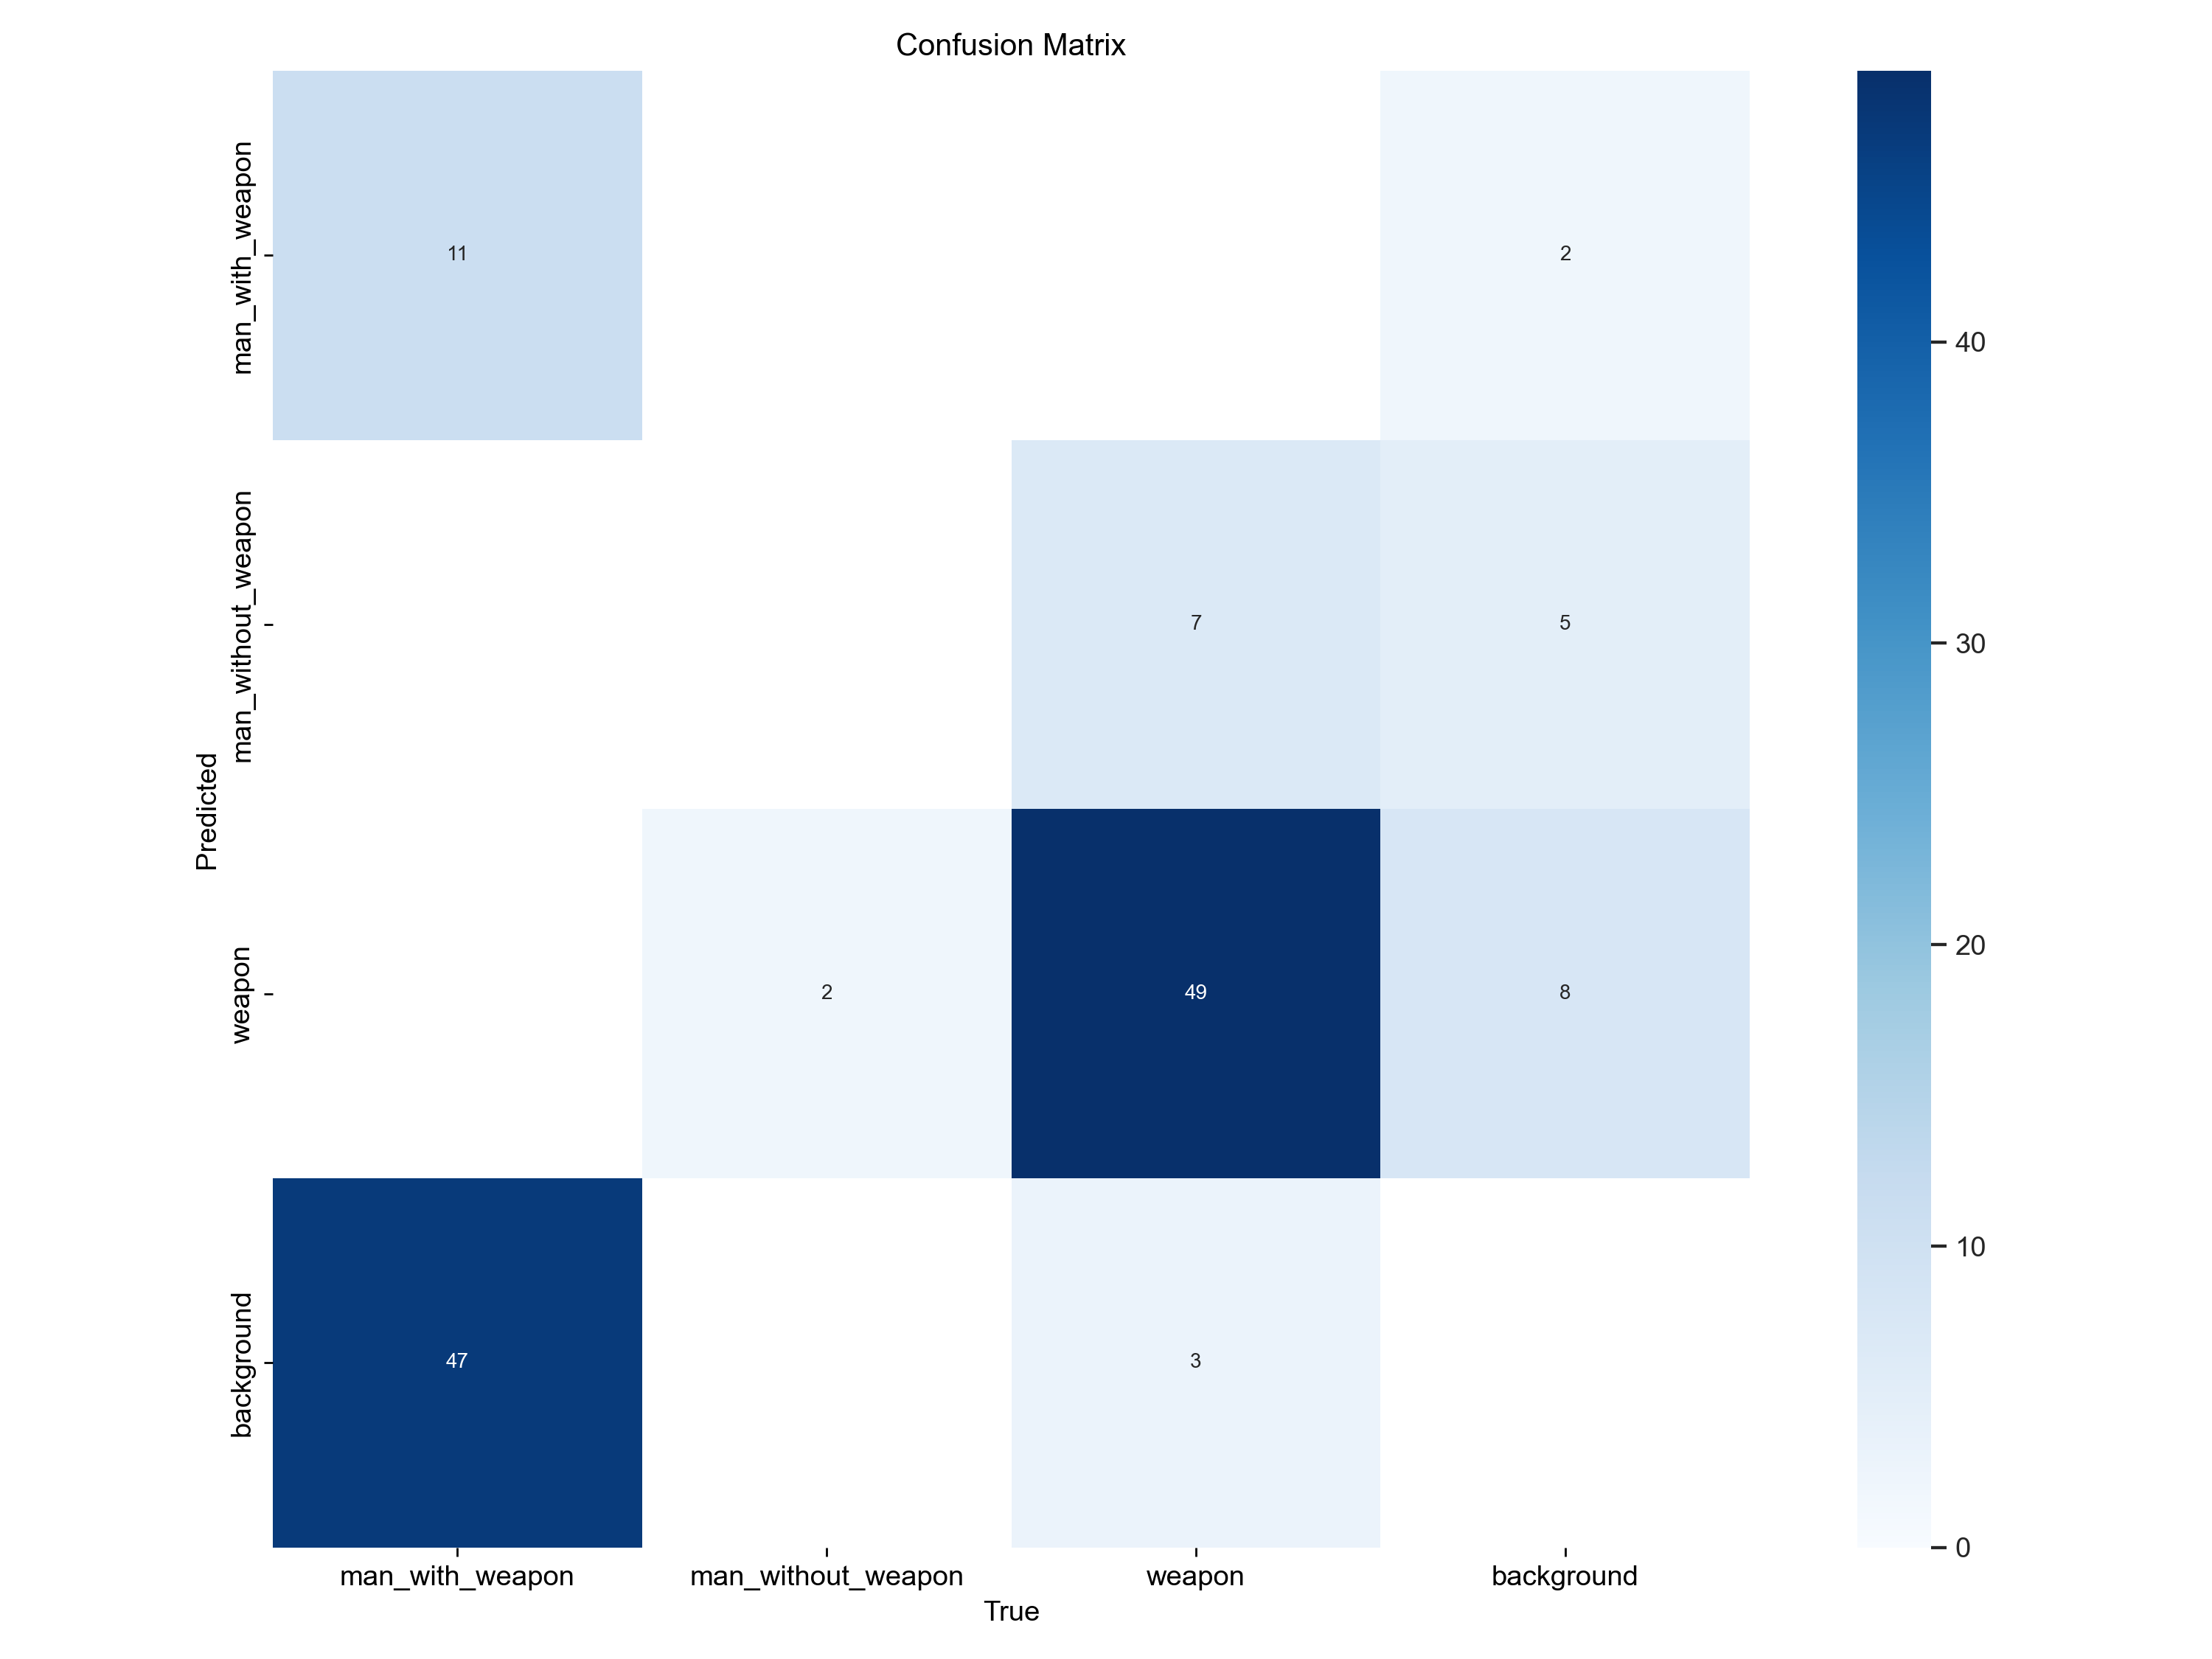 Confusion Matrix
man_with_weapon
11
2
man_without_weapon
7
5
weapon
2
49
8
background
47
3
Predicted
man_with_weapon
man_without_weapon
weapon
background
True
40
30
20
10
0